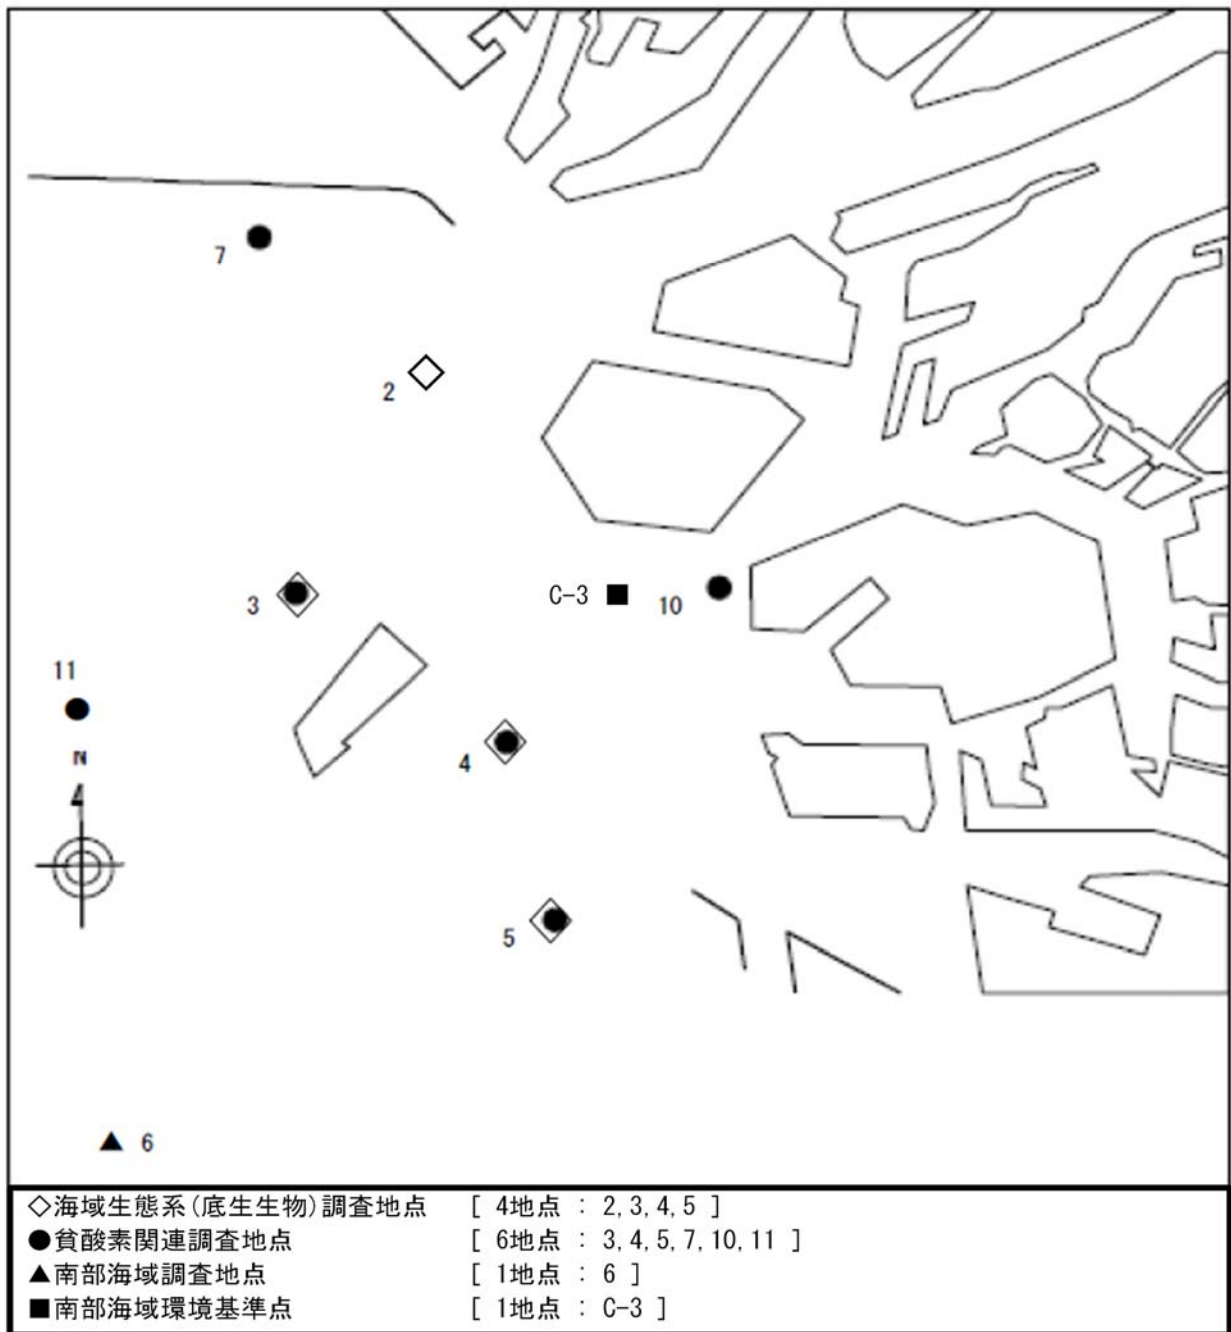 7
2
3
C-3
10
11
N
4
5
6
◇海域生態系(底生生物)調査地点 [ 4地点 : 2,3,4,5 ]
●貧酸素関連調査地点 [ 6地点 : 3,4,5,7,10,11 ]
▲南部海域調査地点 [ 1地点 : 6 ]
■南部海域環境基準点 [ 1地点 : C-3 ]